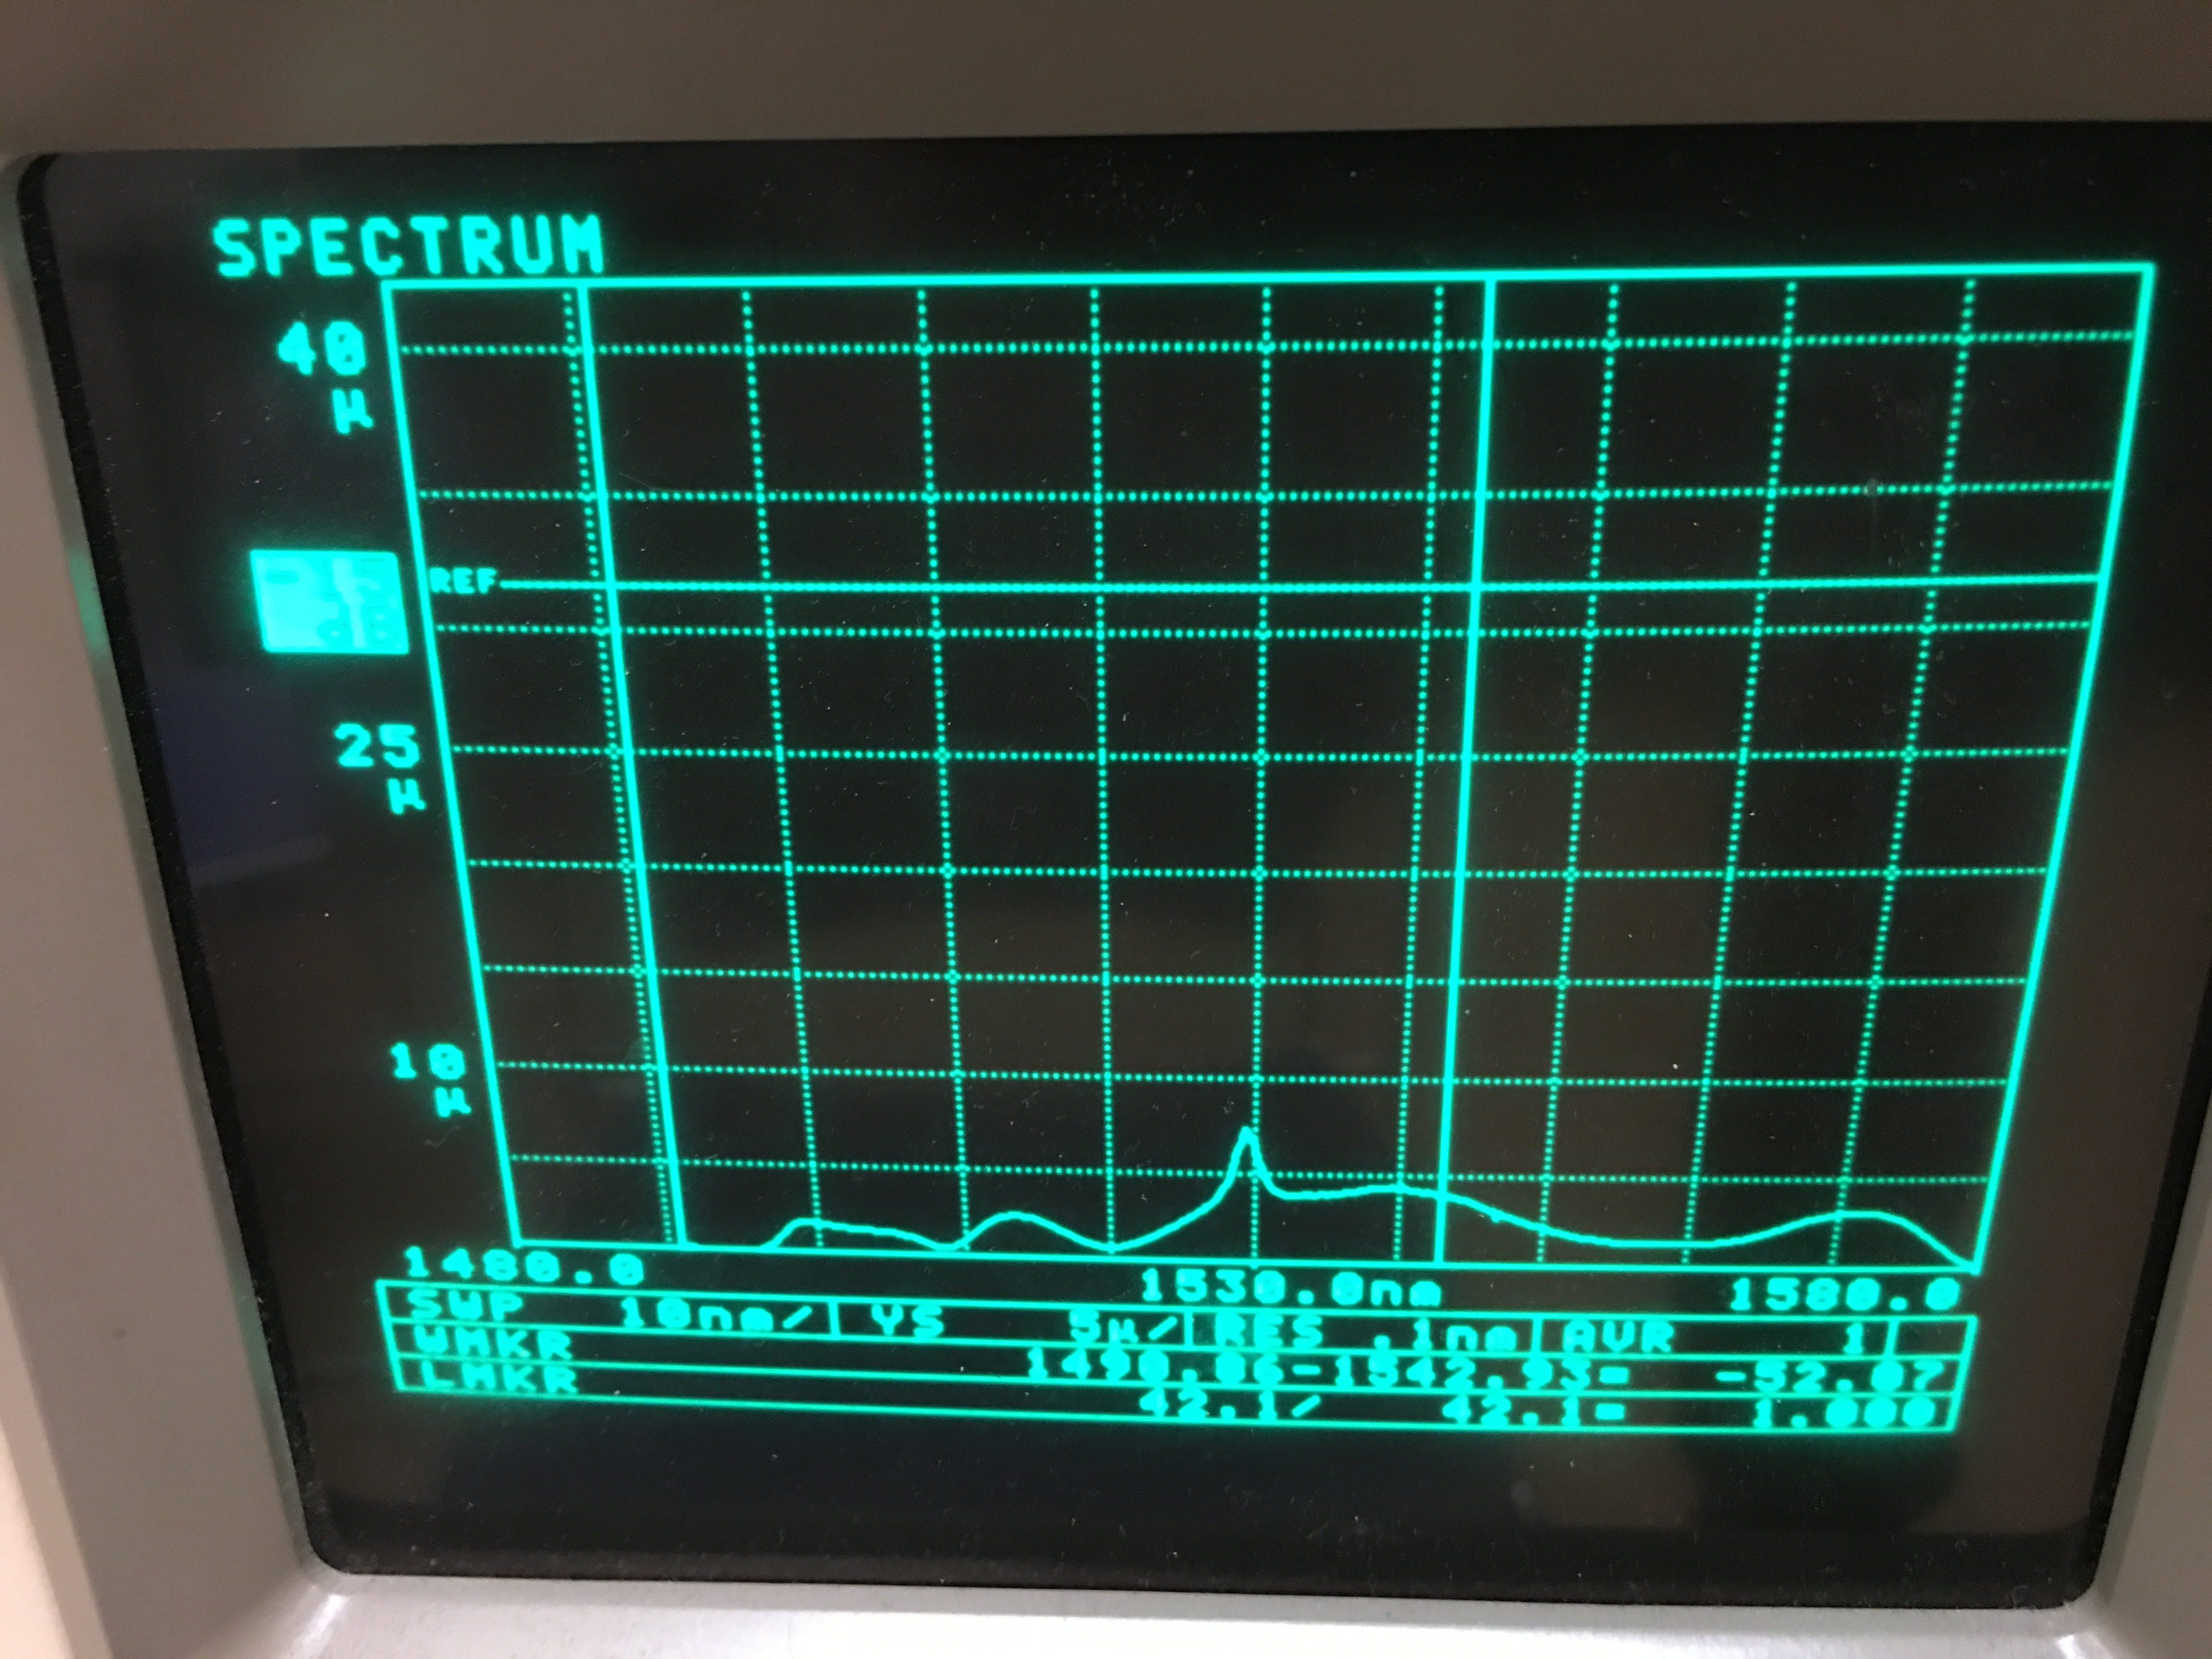 SPECTRUM
40
μ
REF
25
μ
10
μ
1480.0 1530.0nm 1580.0
SWP 10nm/ YS 5μ/ RES .1nm AVR 1
WMKR 1490.86-1542.93= -52.07
LMKR 42.1/ 42.1= 1.000